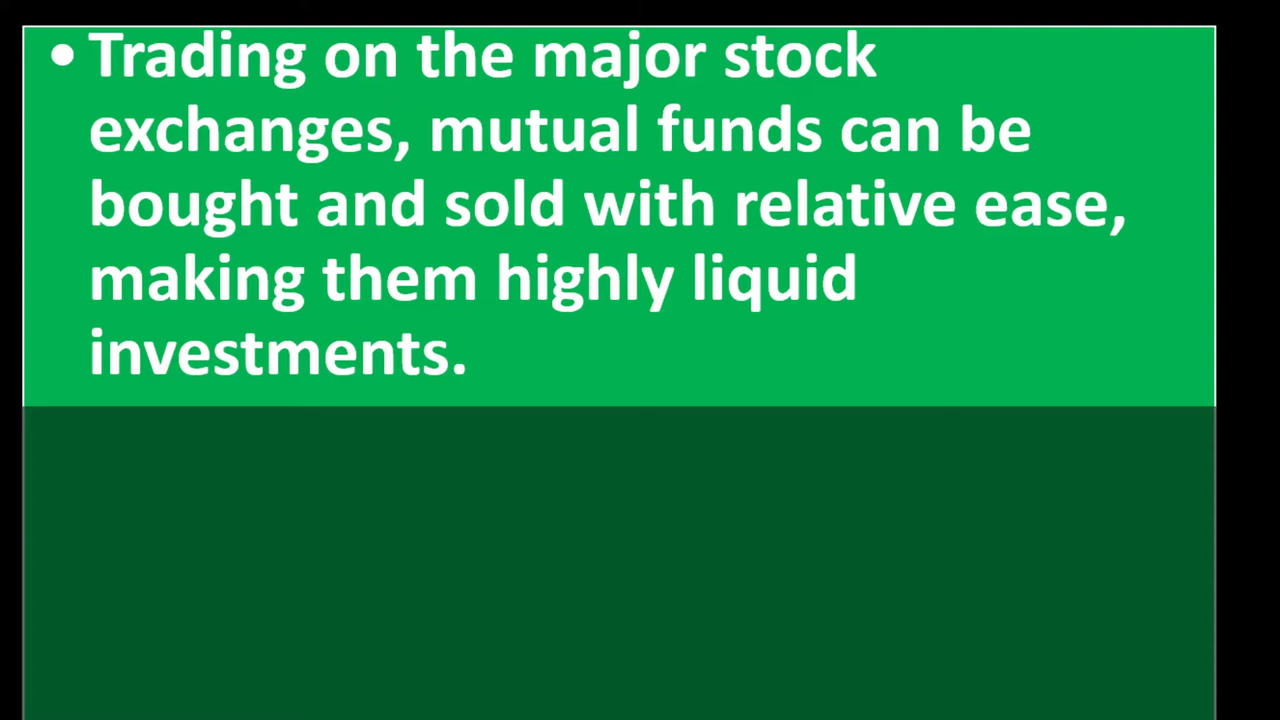 • Trading on the major stock
exchanges, mutual funds can be
bought and sold with relative ease,
making them highly liquid
investments.